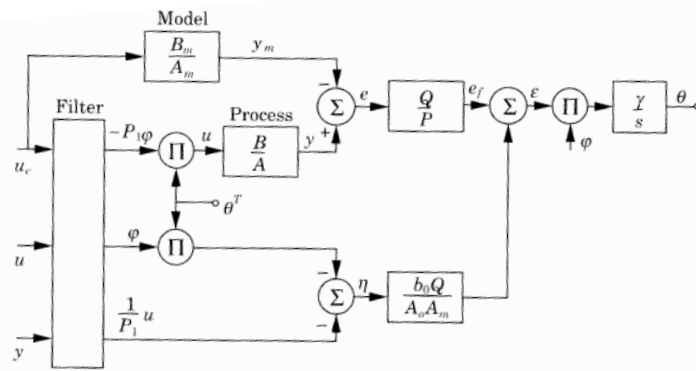 Model
B_m
A_m
y_m
−
Σ
e
Q
P
e_f
Σ
ε
Π
γ
s
θ
φ
Filter
−P_1φ
Π
u
Process
B
A
y
+
u_c
θ^T
u
φ
Π
−
Σ
η
b_0Q
A_oA_m
−
1
P_1
u
y